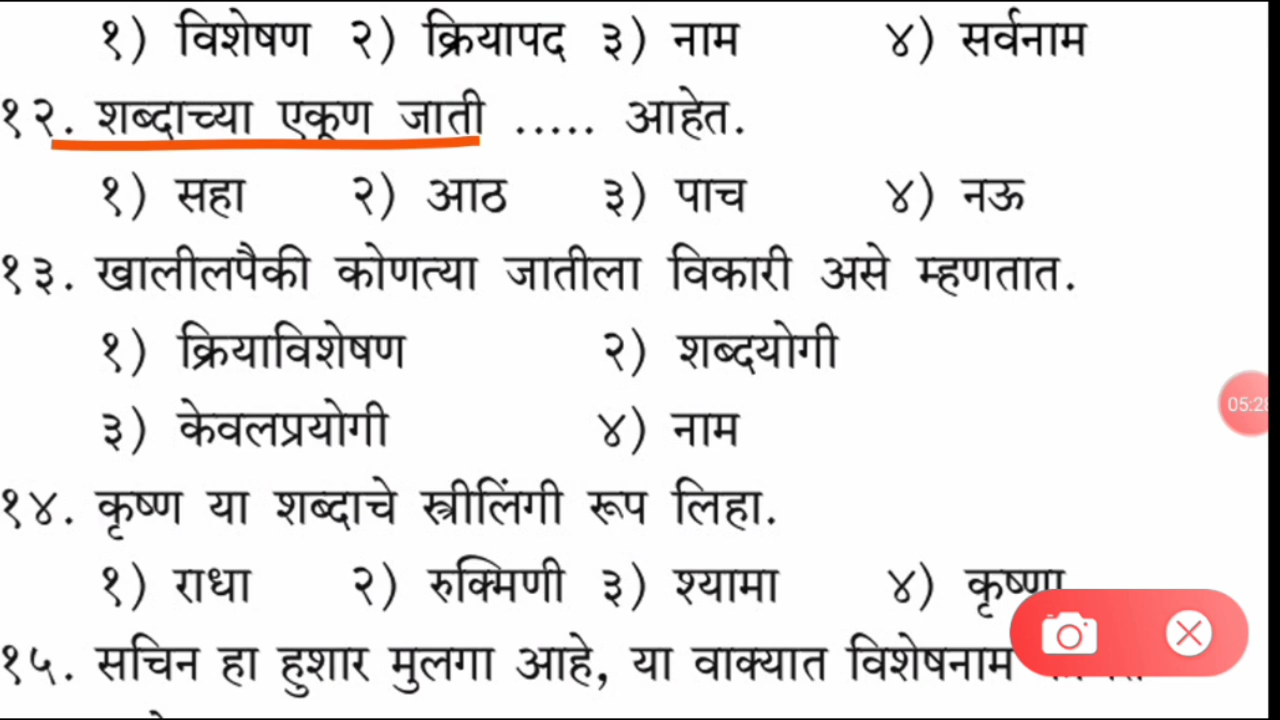 १) विशेषण २) क्रियापद ३) नाम ४) सर्वनाम
१२. शब्दाच्या एकूण जाती ..... आहेत.
१) सहा २) आठ ३) पाच ४) नऊ
१३. खालीलपैकी कोणत्या जातीला विकारी असे म्हणतात.
१) क्रियाविशेषण २) शब्दयोगी
३) केवलप्रयोगी ४) नाम
05:28
१४. कृष्ण या शब्दाचे स्त्रीलिंगी रूप लिहा.
१) राधा २) रुक्मिणी ३) श्यामा ४) कृष्णा
१५. सचिन हा हुशार मुलगा आहे, या वाक्यात विशेषनाम